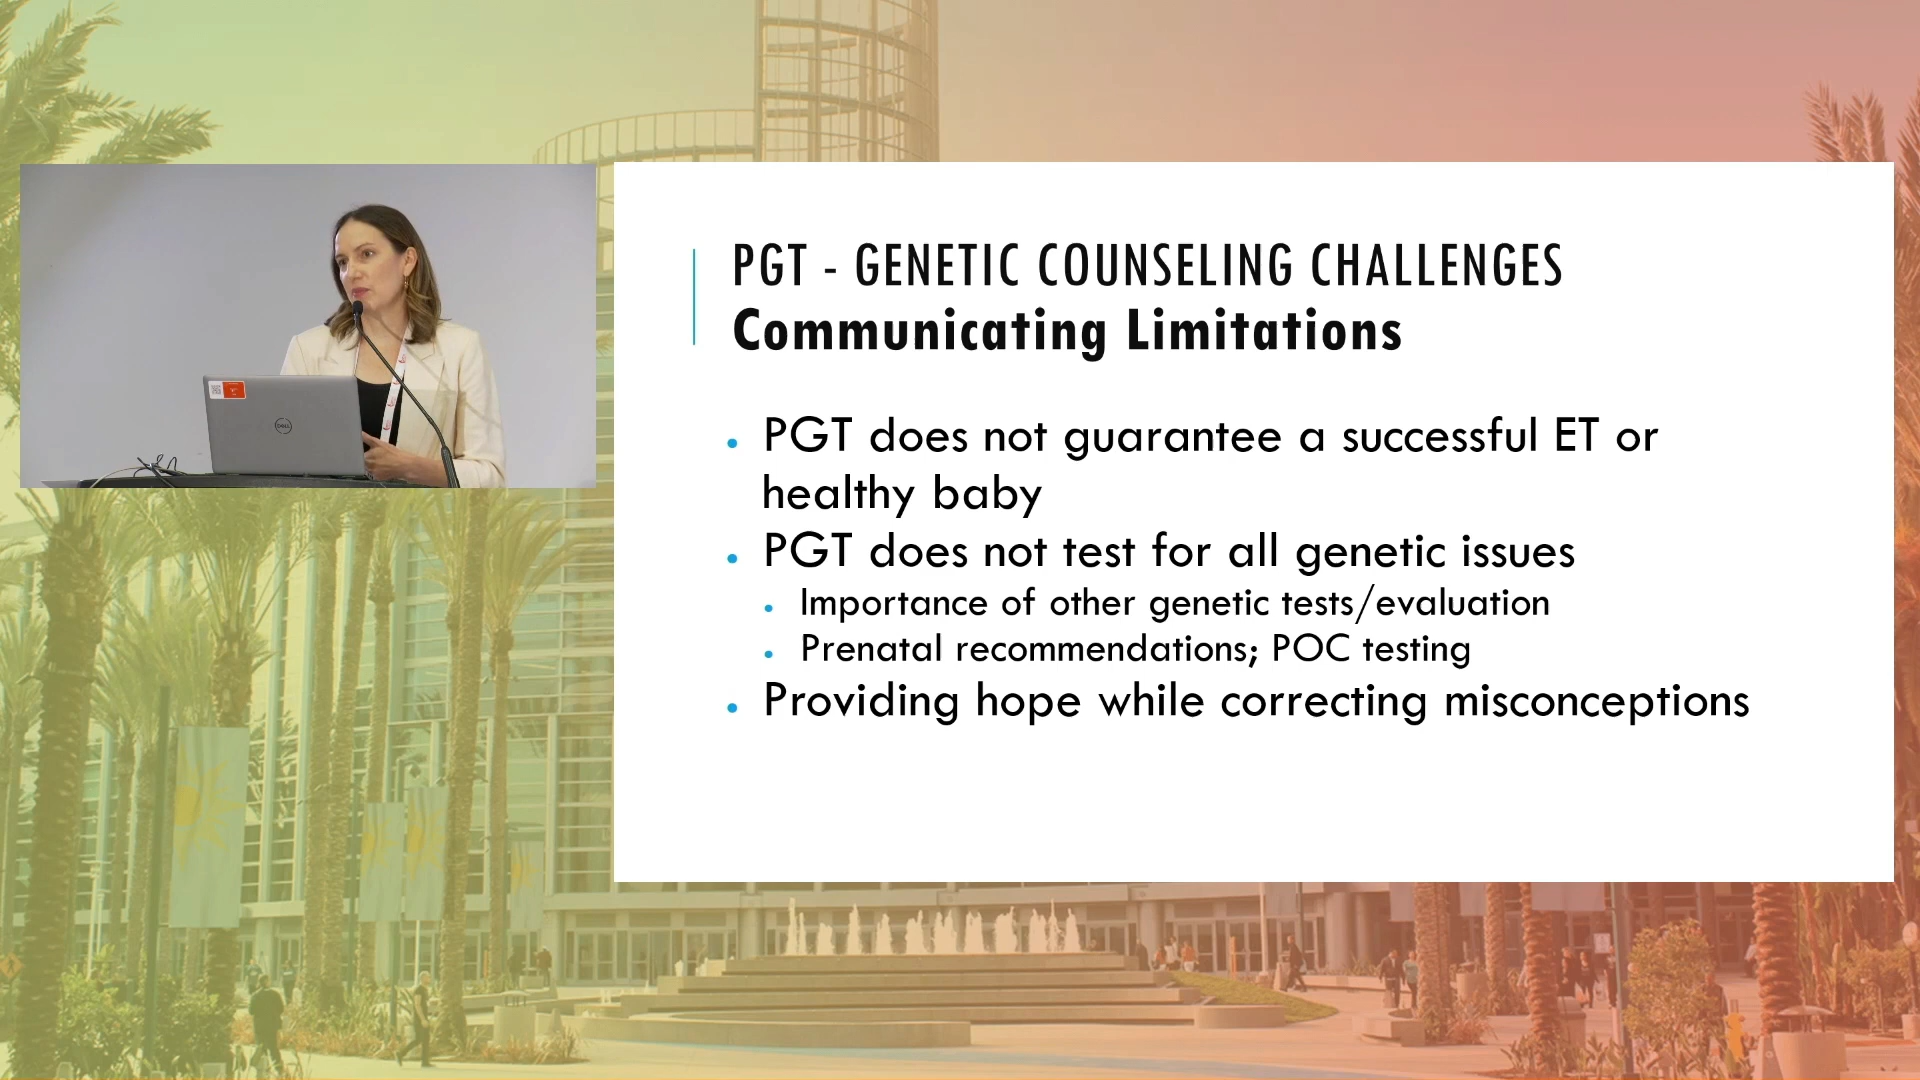 PGT - GENETIC COUNSELING CHALLENGES
Communicating Limitations
• PGT does not guarantee a successful ET or
healthy baby
• PGT does not test for all genetic issues
• Importance of other genetic tests/evaluation
• Prenatal recommendations; POC testing
• Providing hope while correcting misconceptions
DELL